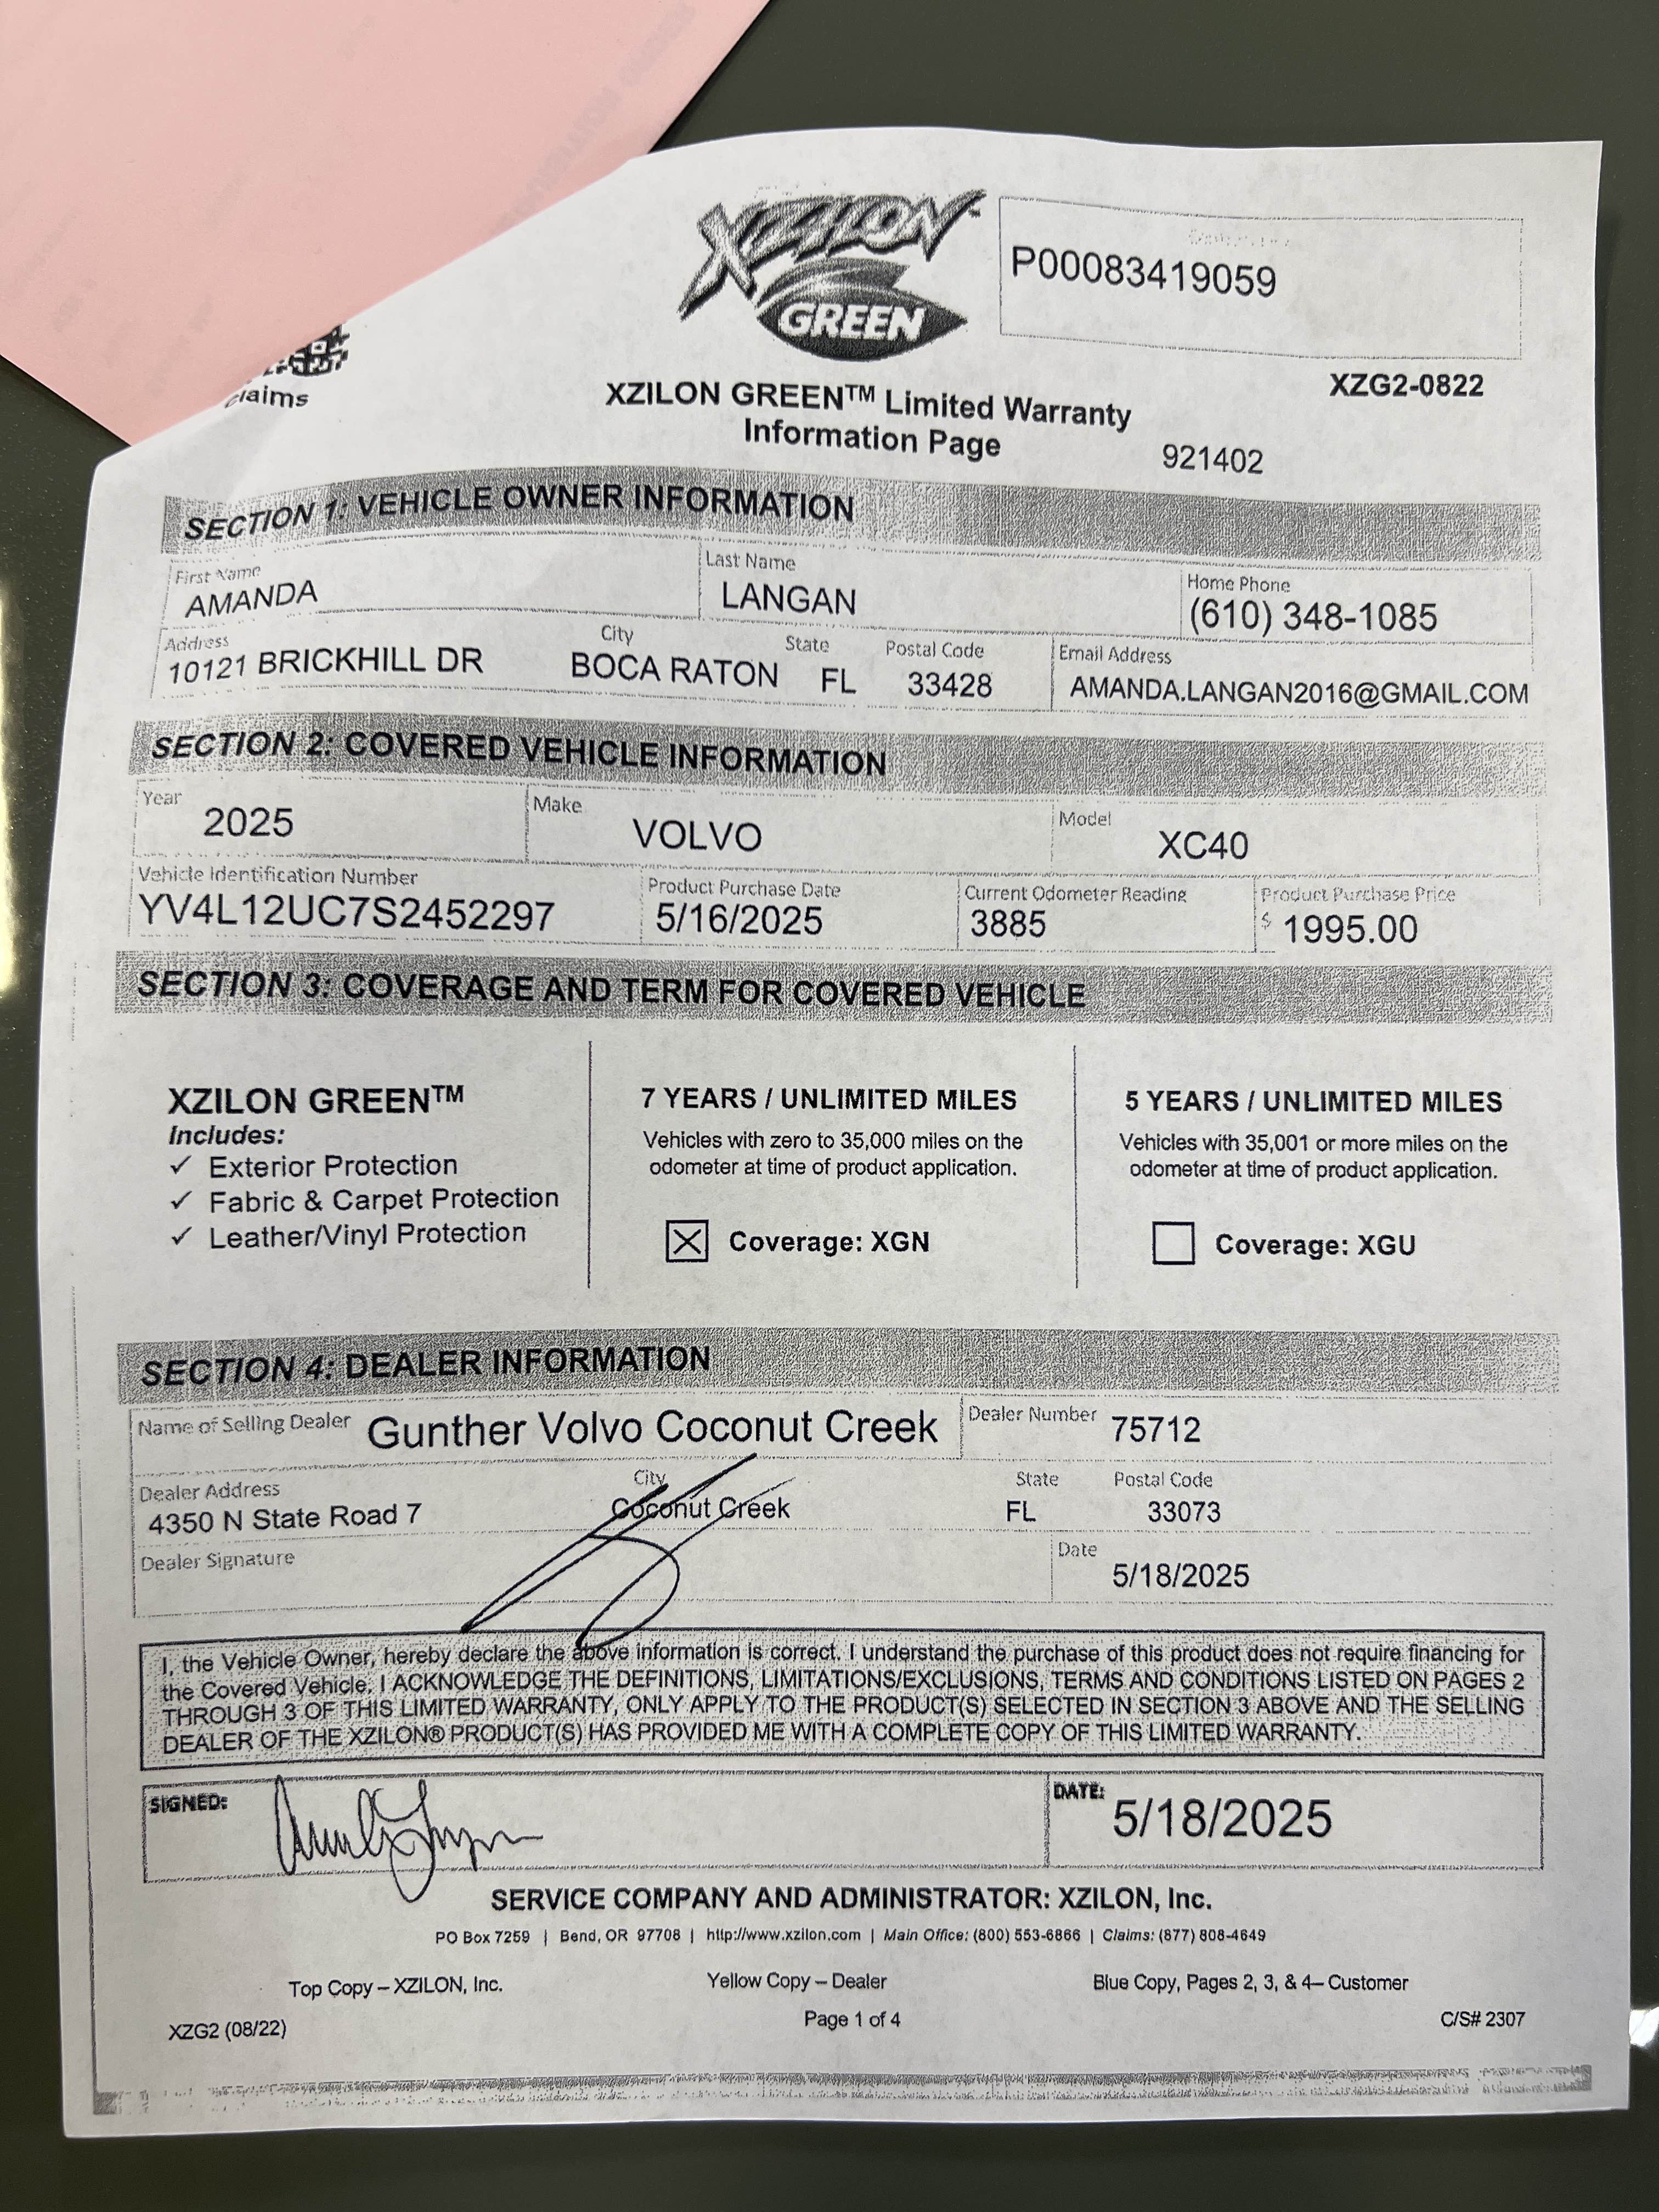 XZILON
GREEN
P00083419059
laims
XZG2-0822
XZILON GREEN™ Limited Warranty
Information Page
921402
SECTION 1: VEHICLE OWNER INFORMATION
First Name
Last Name
Home Phone
AMANDA
LANGAN
(610) 348-1085
Address
City
State
Postal Code
Email Address
10121 BRICKHILL DR
BOCA RATON
FL
33428
AMANDA.LANGAN2016@GMAIL.COM
SECTION 2: COVERED VEHICLE INFORMATION
Year
Make
Model
2025
VOLVO
XC40
Vehicle Identification Number
Product Purchase Date
Current Odometer Reading
Product Purchase Price
YV4L12UC7S2452297
5/16/2025
3885
$ 1995.00
SECTION 3: COVERAGE AND TERM FOR COVERED VEHICLE
XZILON GREEN™
Includes:
✓ Exterior Protection
✓ Fabric & Carpet Protection
✓ Leather/Vinyl Protection
7 YEARS / UNLIMITED MILES
Vehicles with zero to 35,000 miles on the
odometer at time of product application.
Coverage: XGN
5 YEARS / UNLIMITED MILES
Vehicles with 35,001 or more miles on the
odometer at time of product application.
Coverage: XGU
SECTION 4: DEALER INFORMATION
Name of Selling Dealer Gunther Volvo Coconut Creek
Dealer Number 75712
Dealer Address
City
State
Postal Code
4350 N State Road 7
Coconut Creek
FL
33073
Dealer Signature
Date
5/18/2025
I, the Vehicle Owner, hereby declare the above information is correct. I understand the purchase of this product does not require financing for
the Covered Vehicle. I ACKNOWLEDGE THE DEFINITIONS, LIMITATIONS/EXCLUSIONS, TERMS AND CONDITIONS LISTED ON PAGES 2
THROUGH 3 OF THIS LIMITED WARRANTY, ONLY APPLY TO THE PRODUCT(S) SELECTED IN SECTION 3 ABOVE AND THE SELLING
DEALER OF THE XZILON® PRODUCT(S) HAS PROVIDED ME WITH A COMPLETE COPY OF THIS LIMITED WARRANTY.
SIGNED:
DATE:
5/18/2025
SERVICE COMPANY AND ADMINISTRATOR: XZILON, Inc.
PO Box 7259 | Bend, OR 97708 | http://www.xzilon.com | Main Office: (800) 553-6866 | Claims: (877) 808-4649
Top Copy – XZILON, Inc.
Yellow Copy – Dealer
Blue Copy, Pages 2, 3, & 4– Customer
XZG2 (08/22)
Page 1 of 4
C/S# 2307